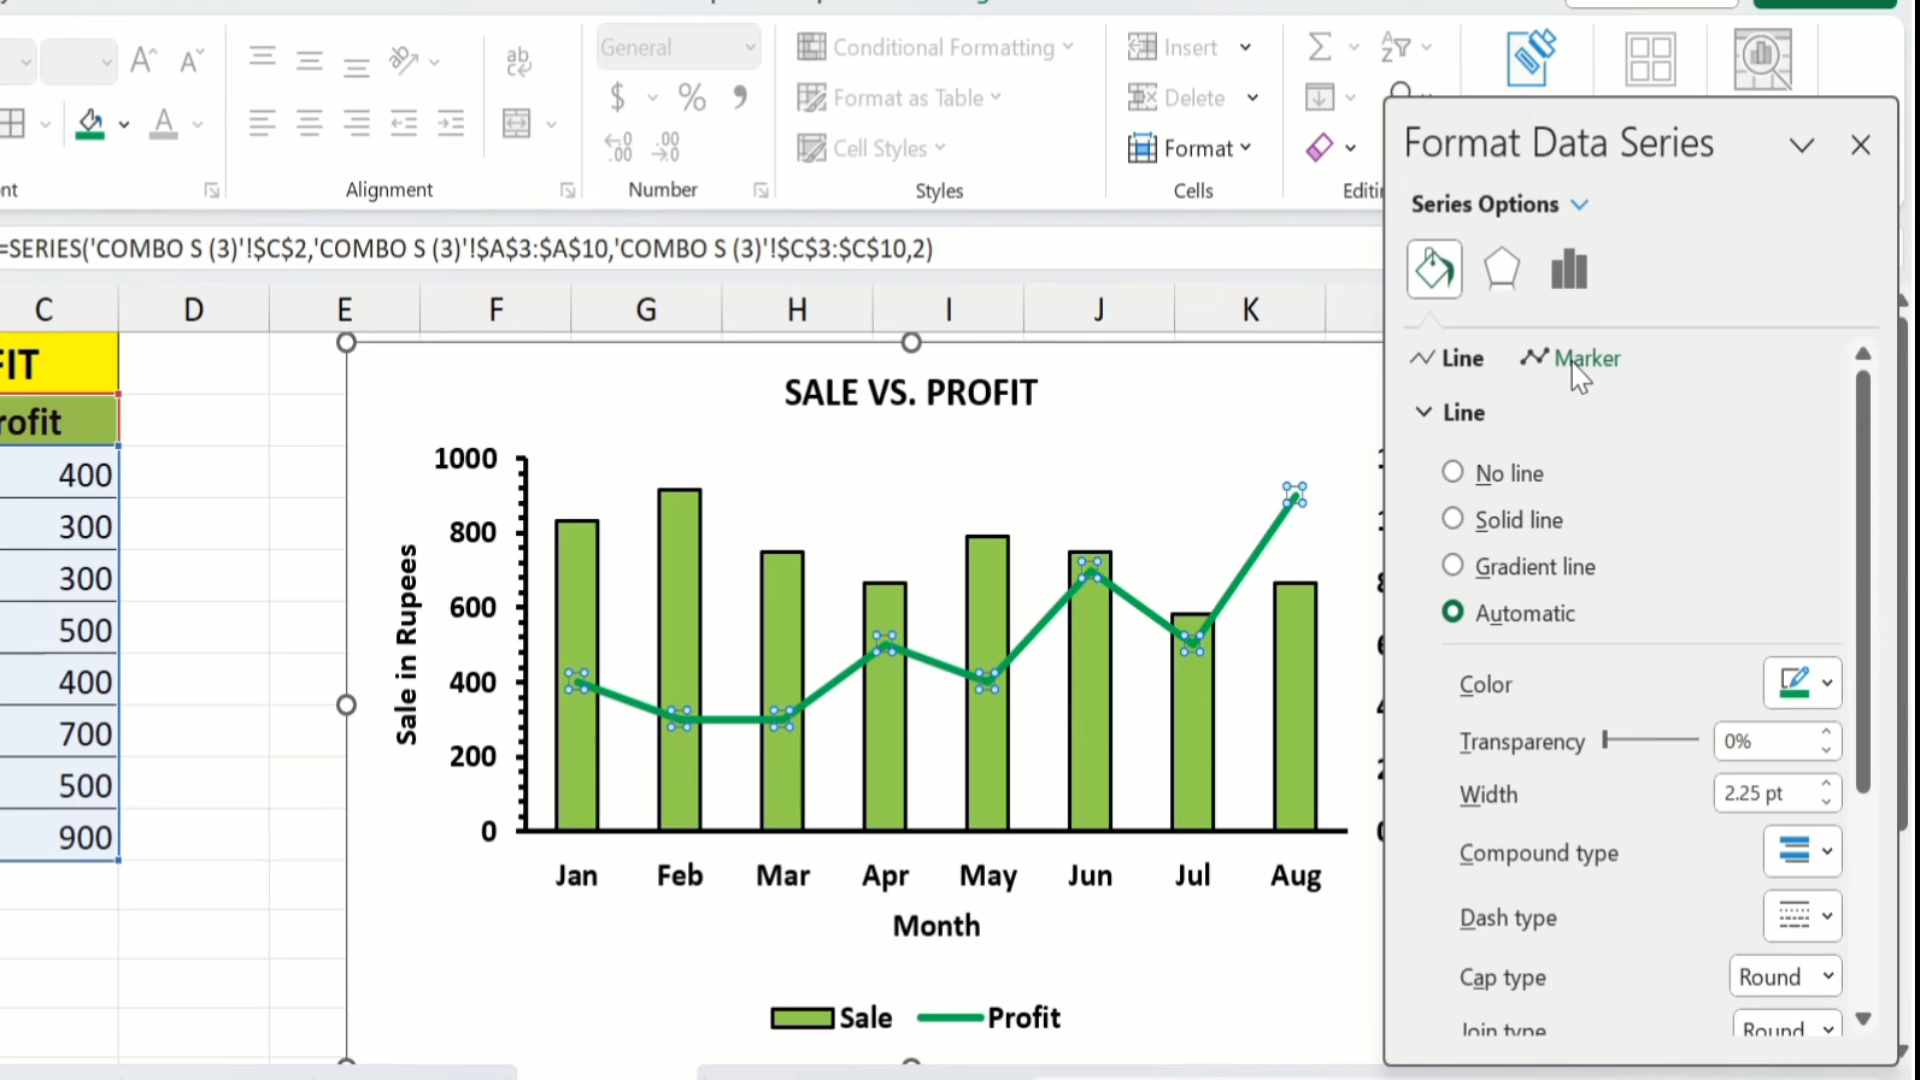 General
Conditional Formatting
Insert
Format as Table
Delete
Cell Styles
Format
Alignment
Number
Styles
Cells
Format Data Series
Series Options
=SERIES('COMBO S (3)'!$C$2,'COMBO S (3)'!$A$3:$A$10,'COMBO S (3)'!$C$3:$C$10,2)
C D E F G H I J K
400
300
300
500
400
700
500
900
SALE VS. PROFIT
1000
800
600
400
200
0
Sale in Rupees
Jan Feb Mar Apr May Jun Jul Aug
Month
Sale Profit
Line Marker
Line
No line
Solid line
Gradient line
Automatic
Color
Transparency 0%
Width 2.25 pt
Compound type
Dash type
Cap type Round
Join type Round